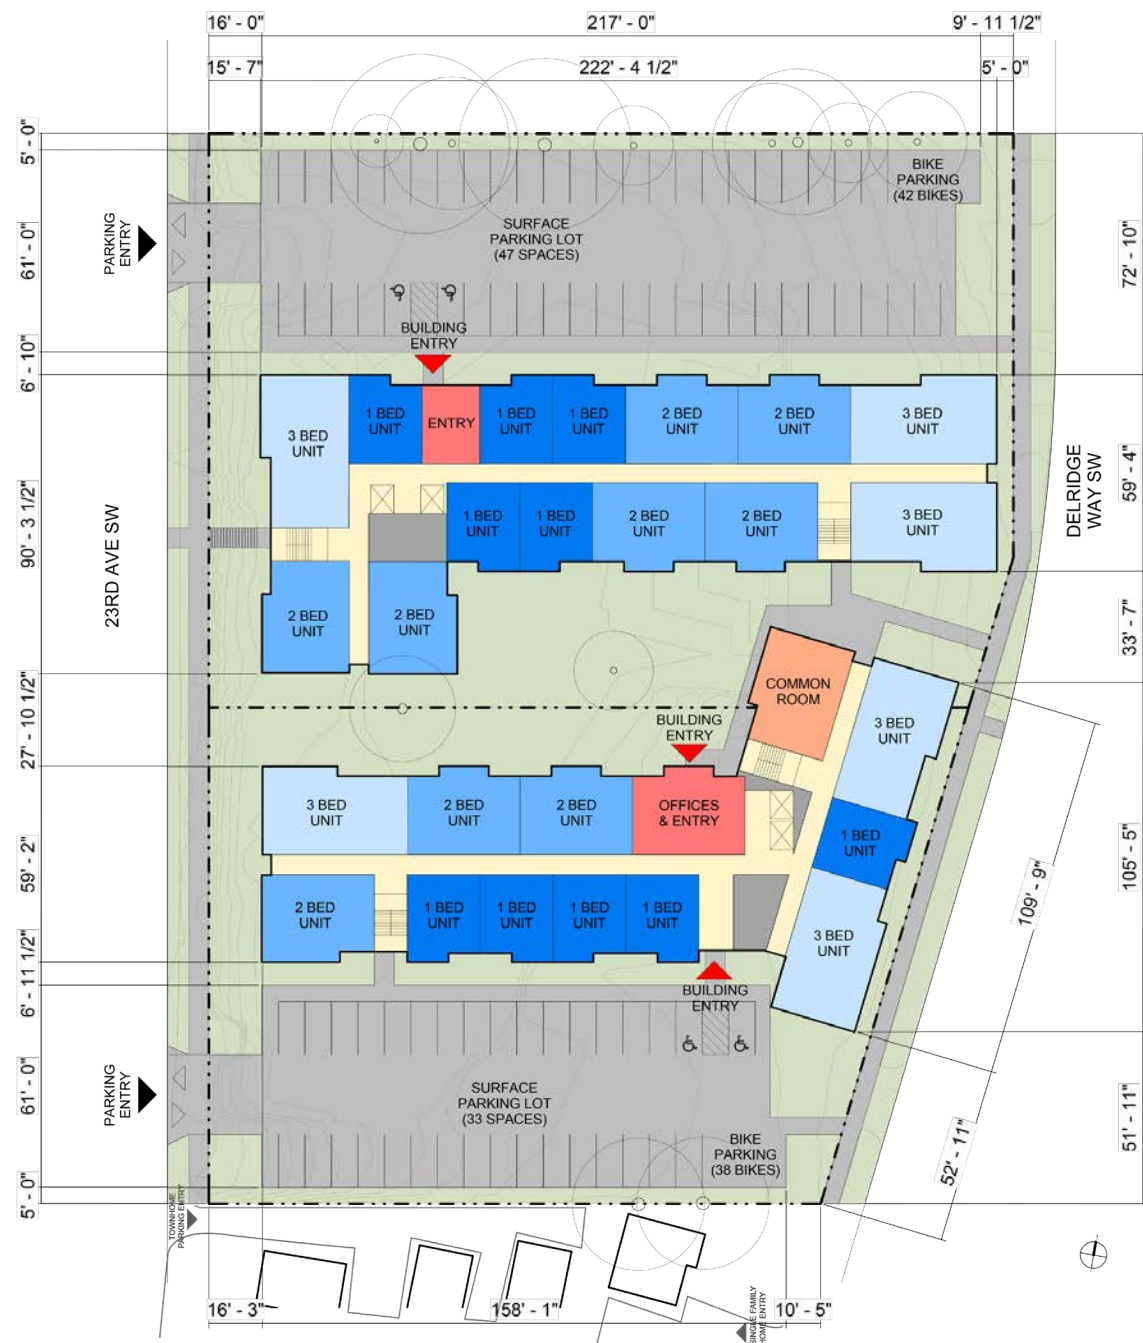 16' - 0"
217' - 0"
9' - 11 1/2"
15' - 7"
222' - 4 1/2"
5' - 0"
5' - 0"
61' - 0"
6' - 10"
90' - 3 1/2"
27' - 10 1/2"
59' - 2"
6' - 11 1/2"
61' - 0"
5' - 0"
PARKING
ENTRY
23RD AVE SW
PARKING
ENTRY
TOWNHOME
PARKING ENTRY
BIKE
PARKING
(42 BIKES)
SURFACE
PARKING LOT
(47 SPACES)
BUILDING
ENTRY
3 BED
UNIT
1 BED
UNIT
ENTRY
1 BED
UNIT
1 BED
UNIT
2 BED
UNIT
2 BED
UNIT
3 BED
UNIT
1 BED
UNIT
1 BED
UNIT
2 BED
UNIT
2 BED
UNIT
3 BED
UNIT
2 BED
UNIT
2 BED
UNIT
COMMON
ROOM
BUILDING
ENTRY
3 BED
UNIT
3 BED
UNIT
2 BED
UNIT
2 BED
UNIT
OFFICES
& ENTRY
1 BED
UNIT
2 BED
UNIT
1 BED
UNIT
1 BED
UNIT
1 BED
UNIT
1 BED
UNIT
3 BED
UNIT
BUILDING
ENTRY
SURFACE
PARKING LOT
(33 SPACES)
BIKE
PARKING
(38 BIKES)
72' - 10"
59' - 4"
DELRIDGE
WAY SW
33' - 7"
105' - 5"
109' - 9"
51' - 11"
52' - 11"
16' - 3"
158' - 1"
10' - 5"
SINGLE FAMILY
HOME ENTRY